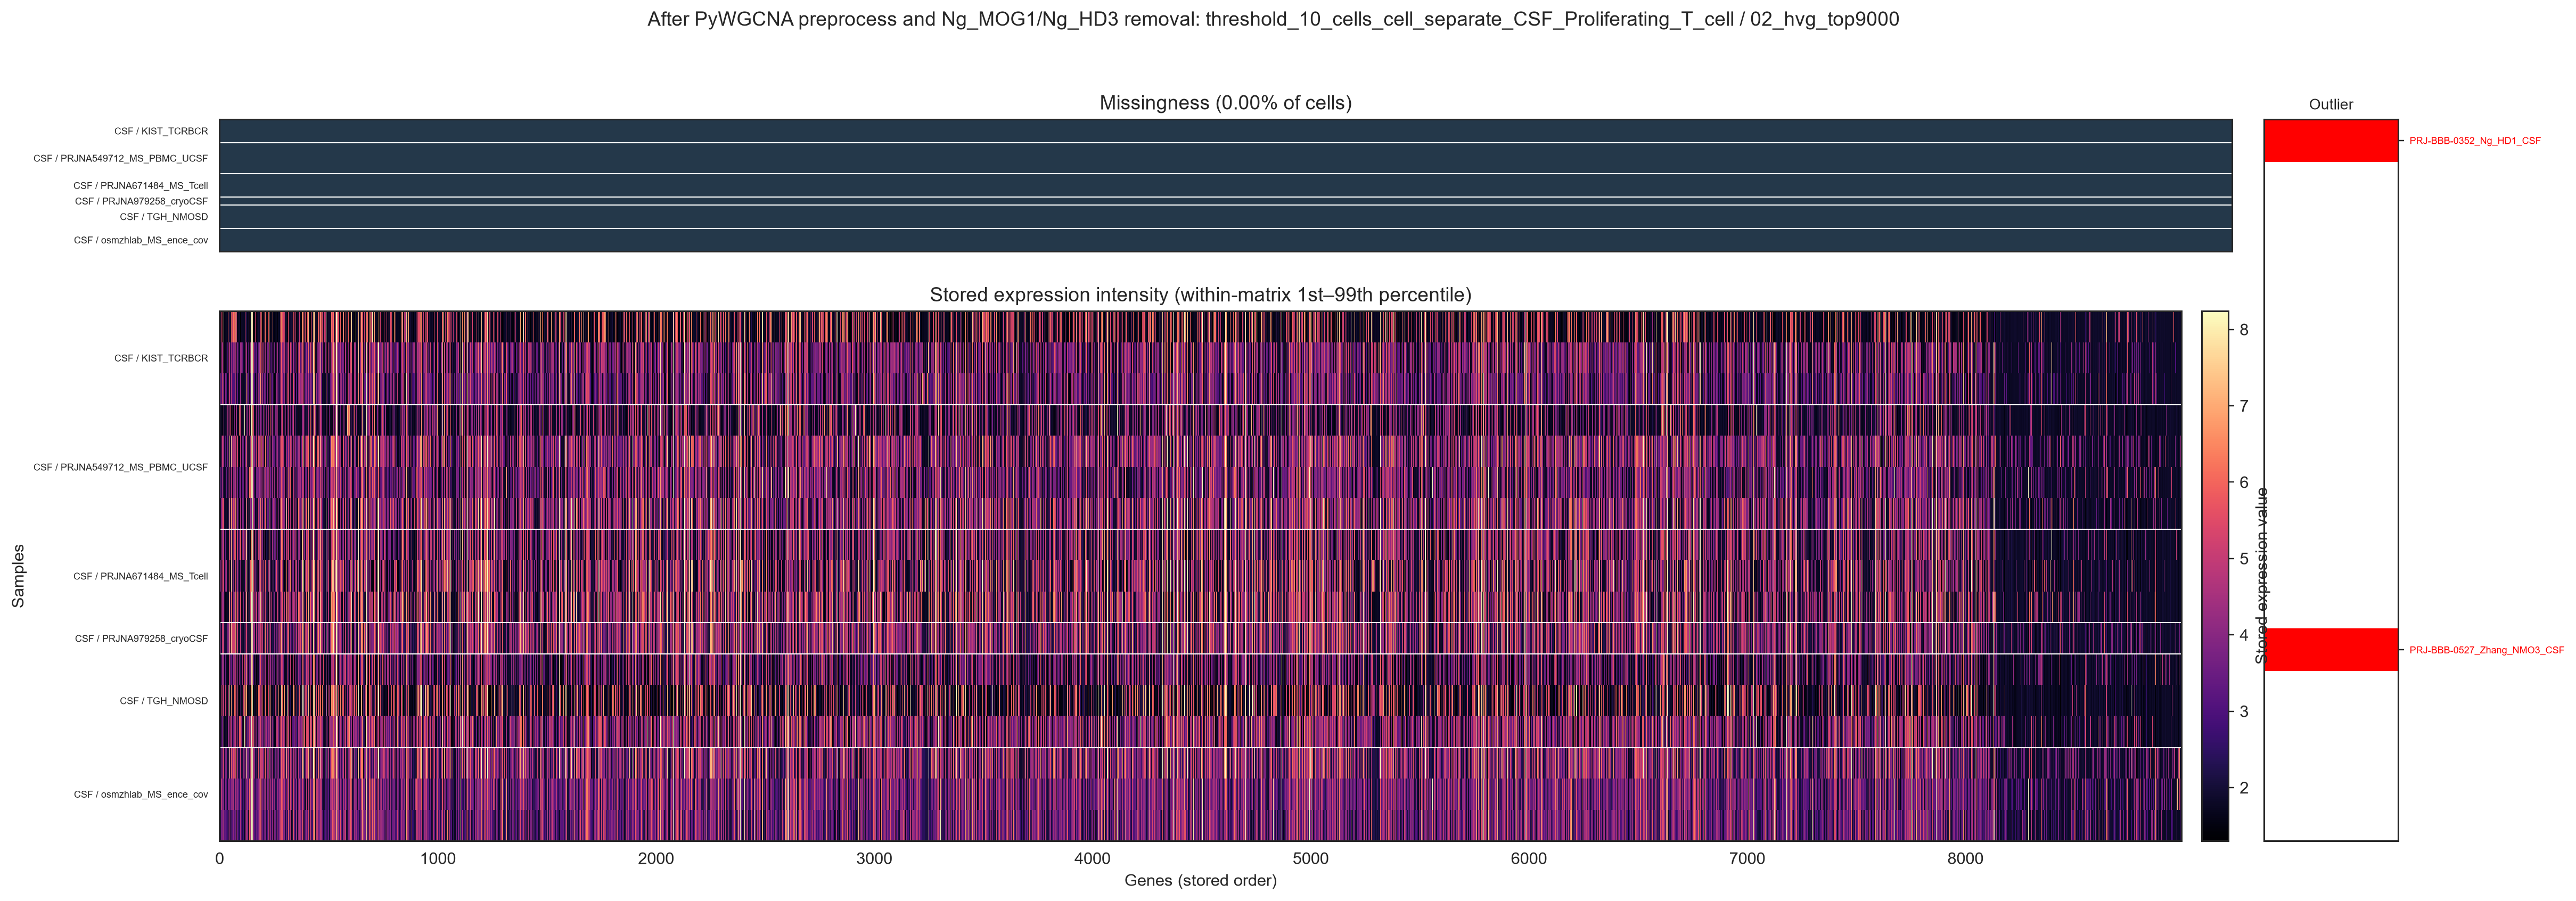 After PyWGCNA preprocess and Ng_MOG1/Ng_HD3 removal: threshold_10_cells_cell_separate_CSF_Proliferating_T_cell / 02_hvg_top9000
Missingness (0.00% of cells)
CSF / KIST_TCRBCR
CSF / PRJNA549712_MS_PBMC_UCSF
CSF / PRJNA671484_MS_Tcell
CSF / PRJNA979258_cryoCSF
CSF / TGH_NMOSD
CSF / osmzhlab_MS_ence_cov
Outlier
PRJ-BBB-0352_Ng_HD1_CSF
PRJ-BBB-0527_Zhang_NMO3_CSF
Stored expression intensity (within-matrix 1st–99th percentile)
Samples
CSF / KIST_TCRBCR
CSF / PRJNA549712_MS_PBMC_UCSF
CSF / PRJNA671484_MS_Tcell
CSF / PRJNA979258_cryoCSF
CSF / TGH_NMOSD
CSF / osmzhlab_MS_ence_cov
0 1000 2000 3000 4000 5000 6000 7000 8000
Genes (stored order)
8
7
6
5
4
3
2
Stored expression value